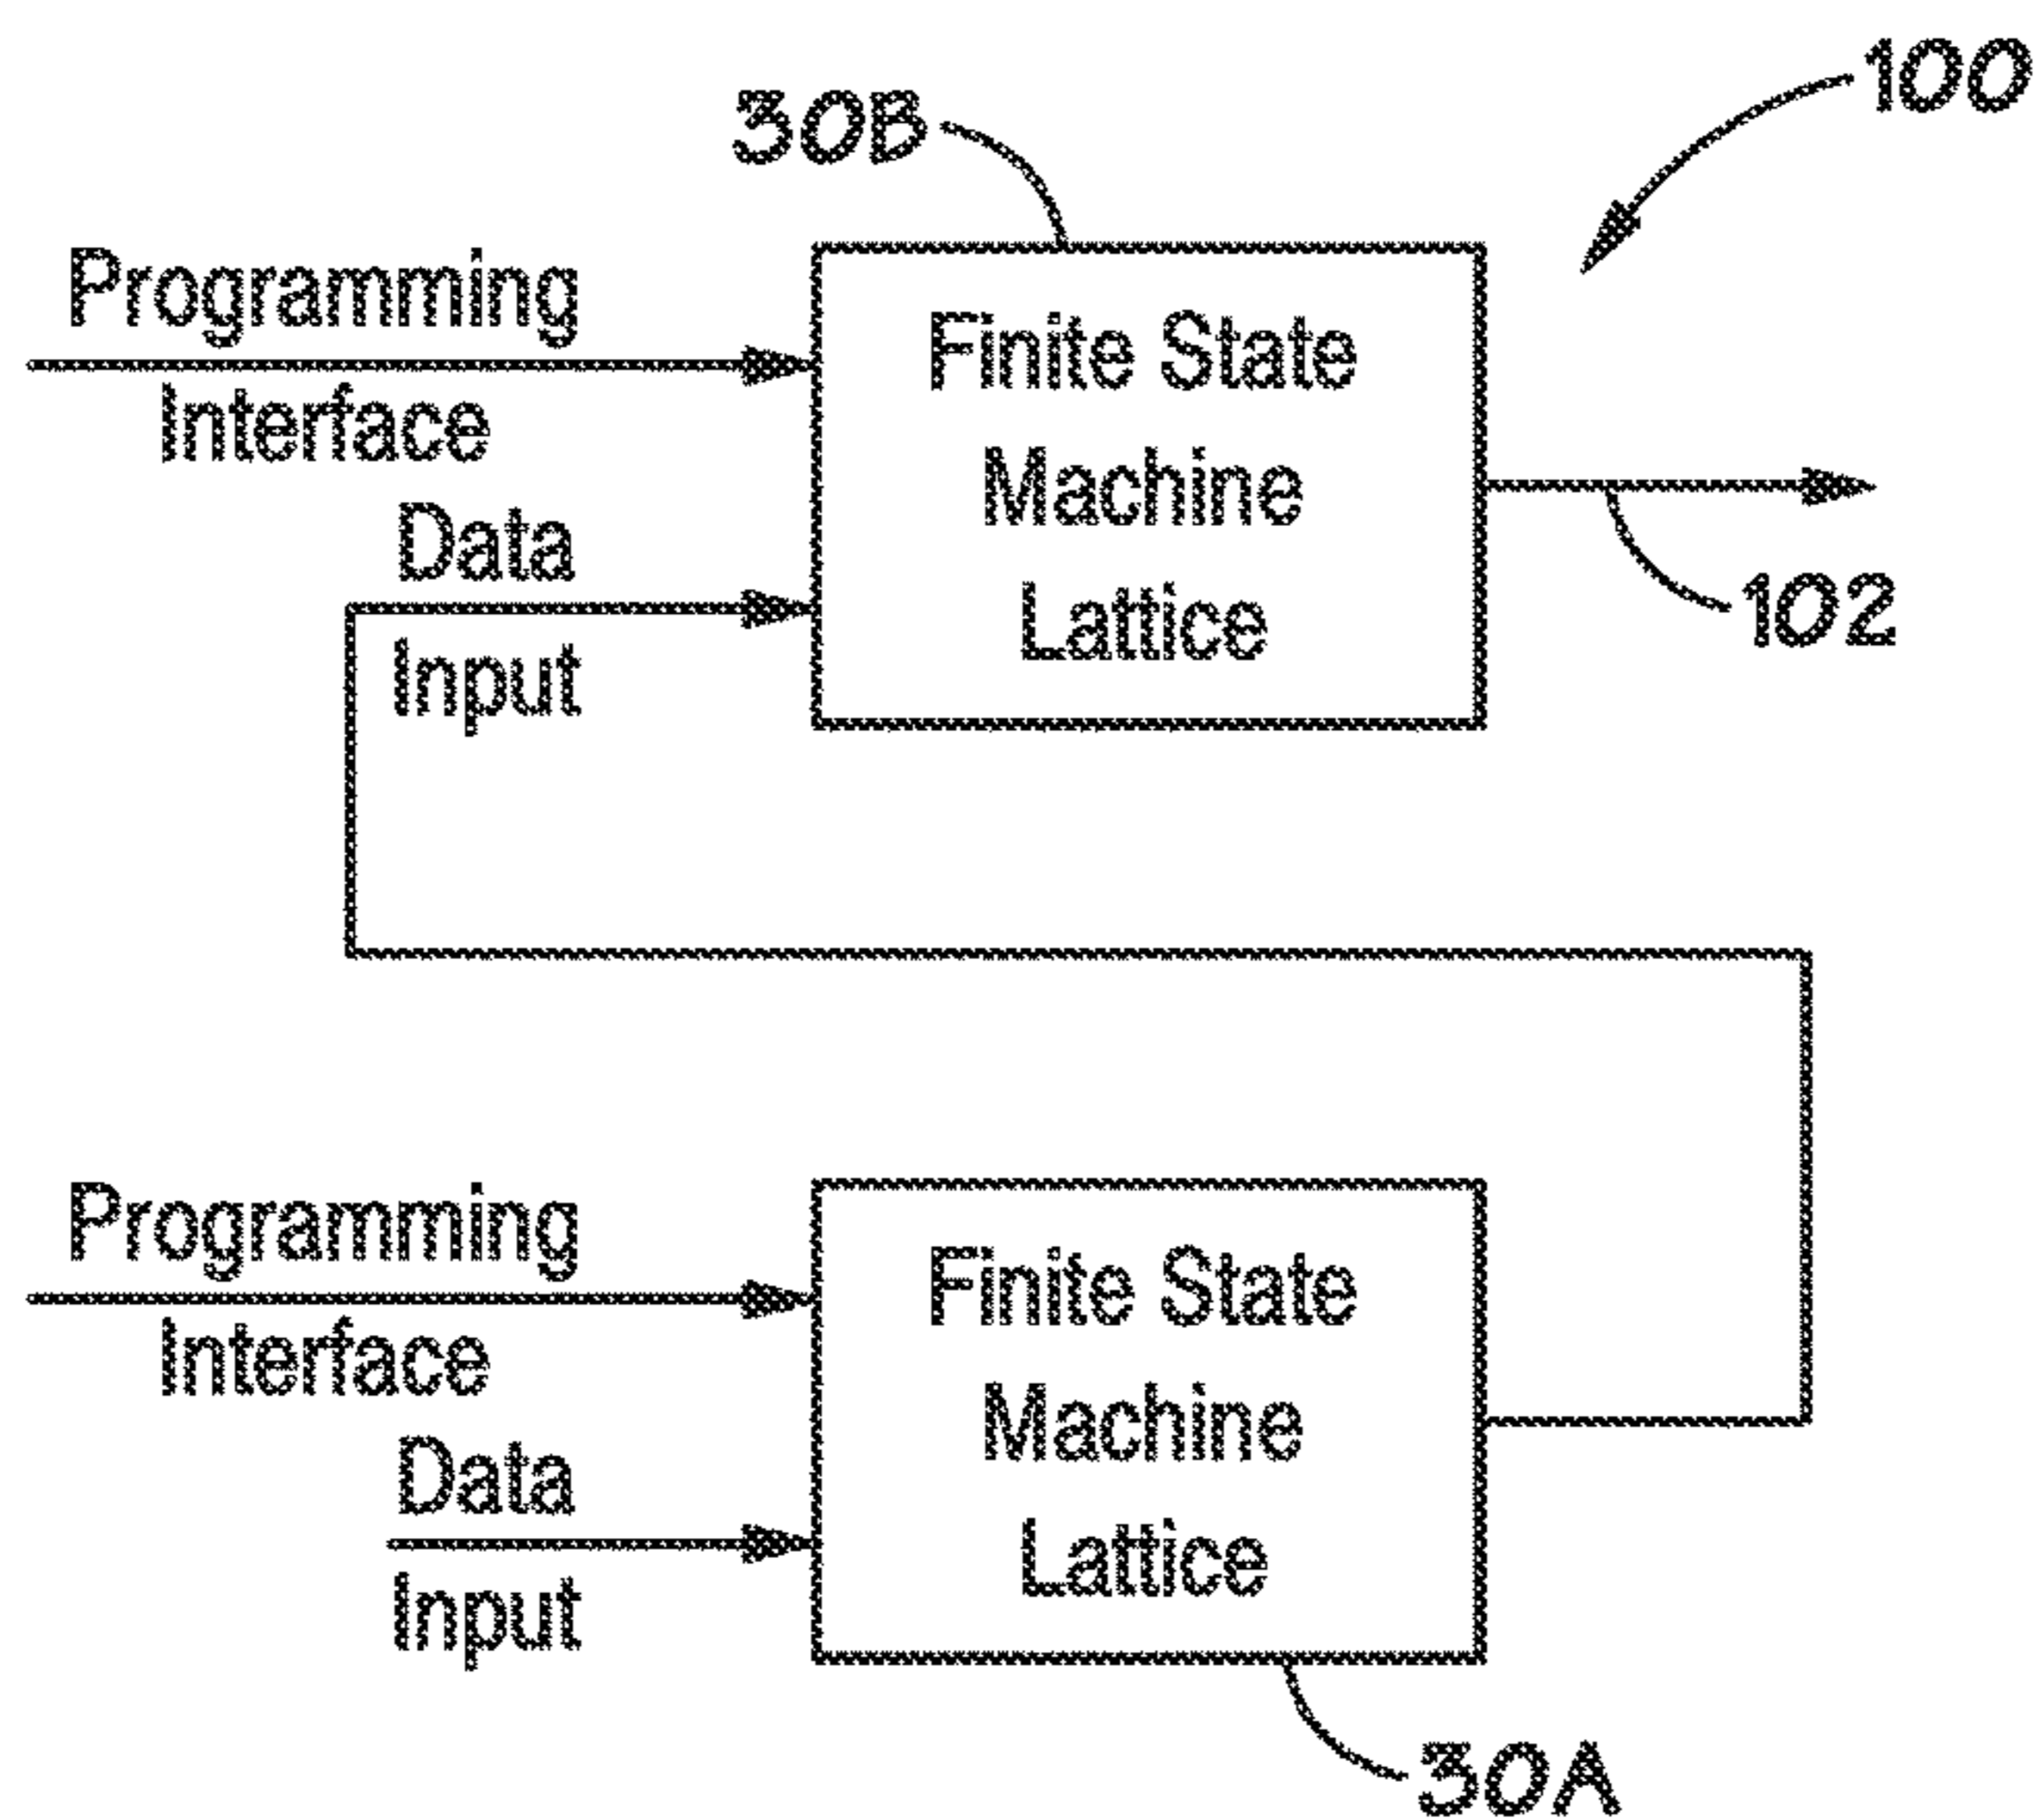 100
30B
Programming
Interface
Finite State
Machine
Lattice
Data
Input
102
Programming
Interface
Finite State
Machine
Lattice
Data
Input
30A